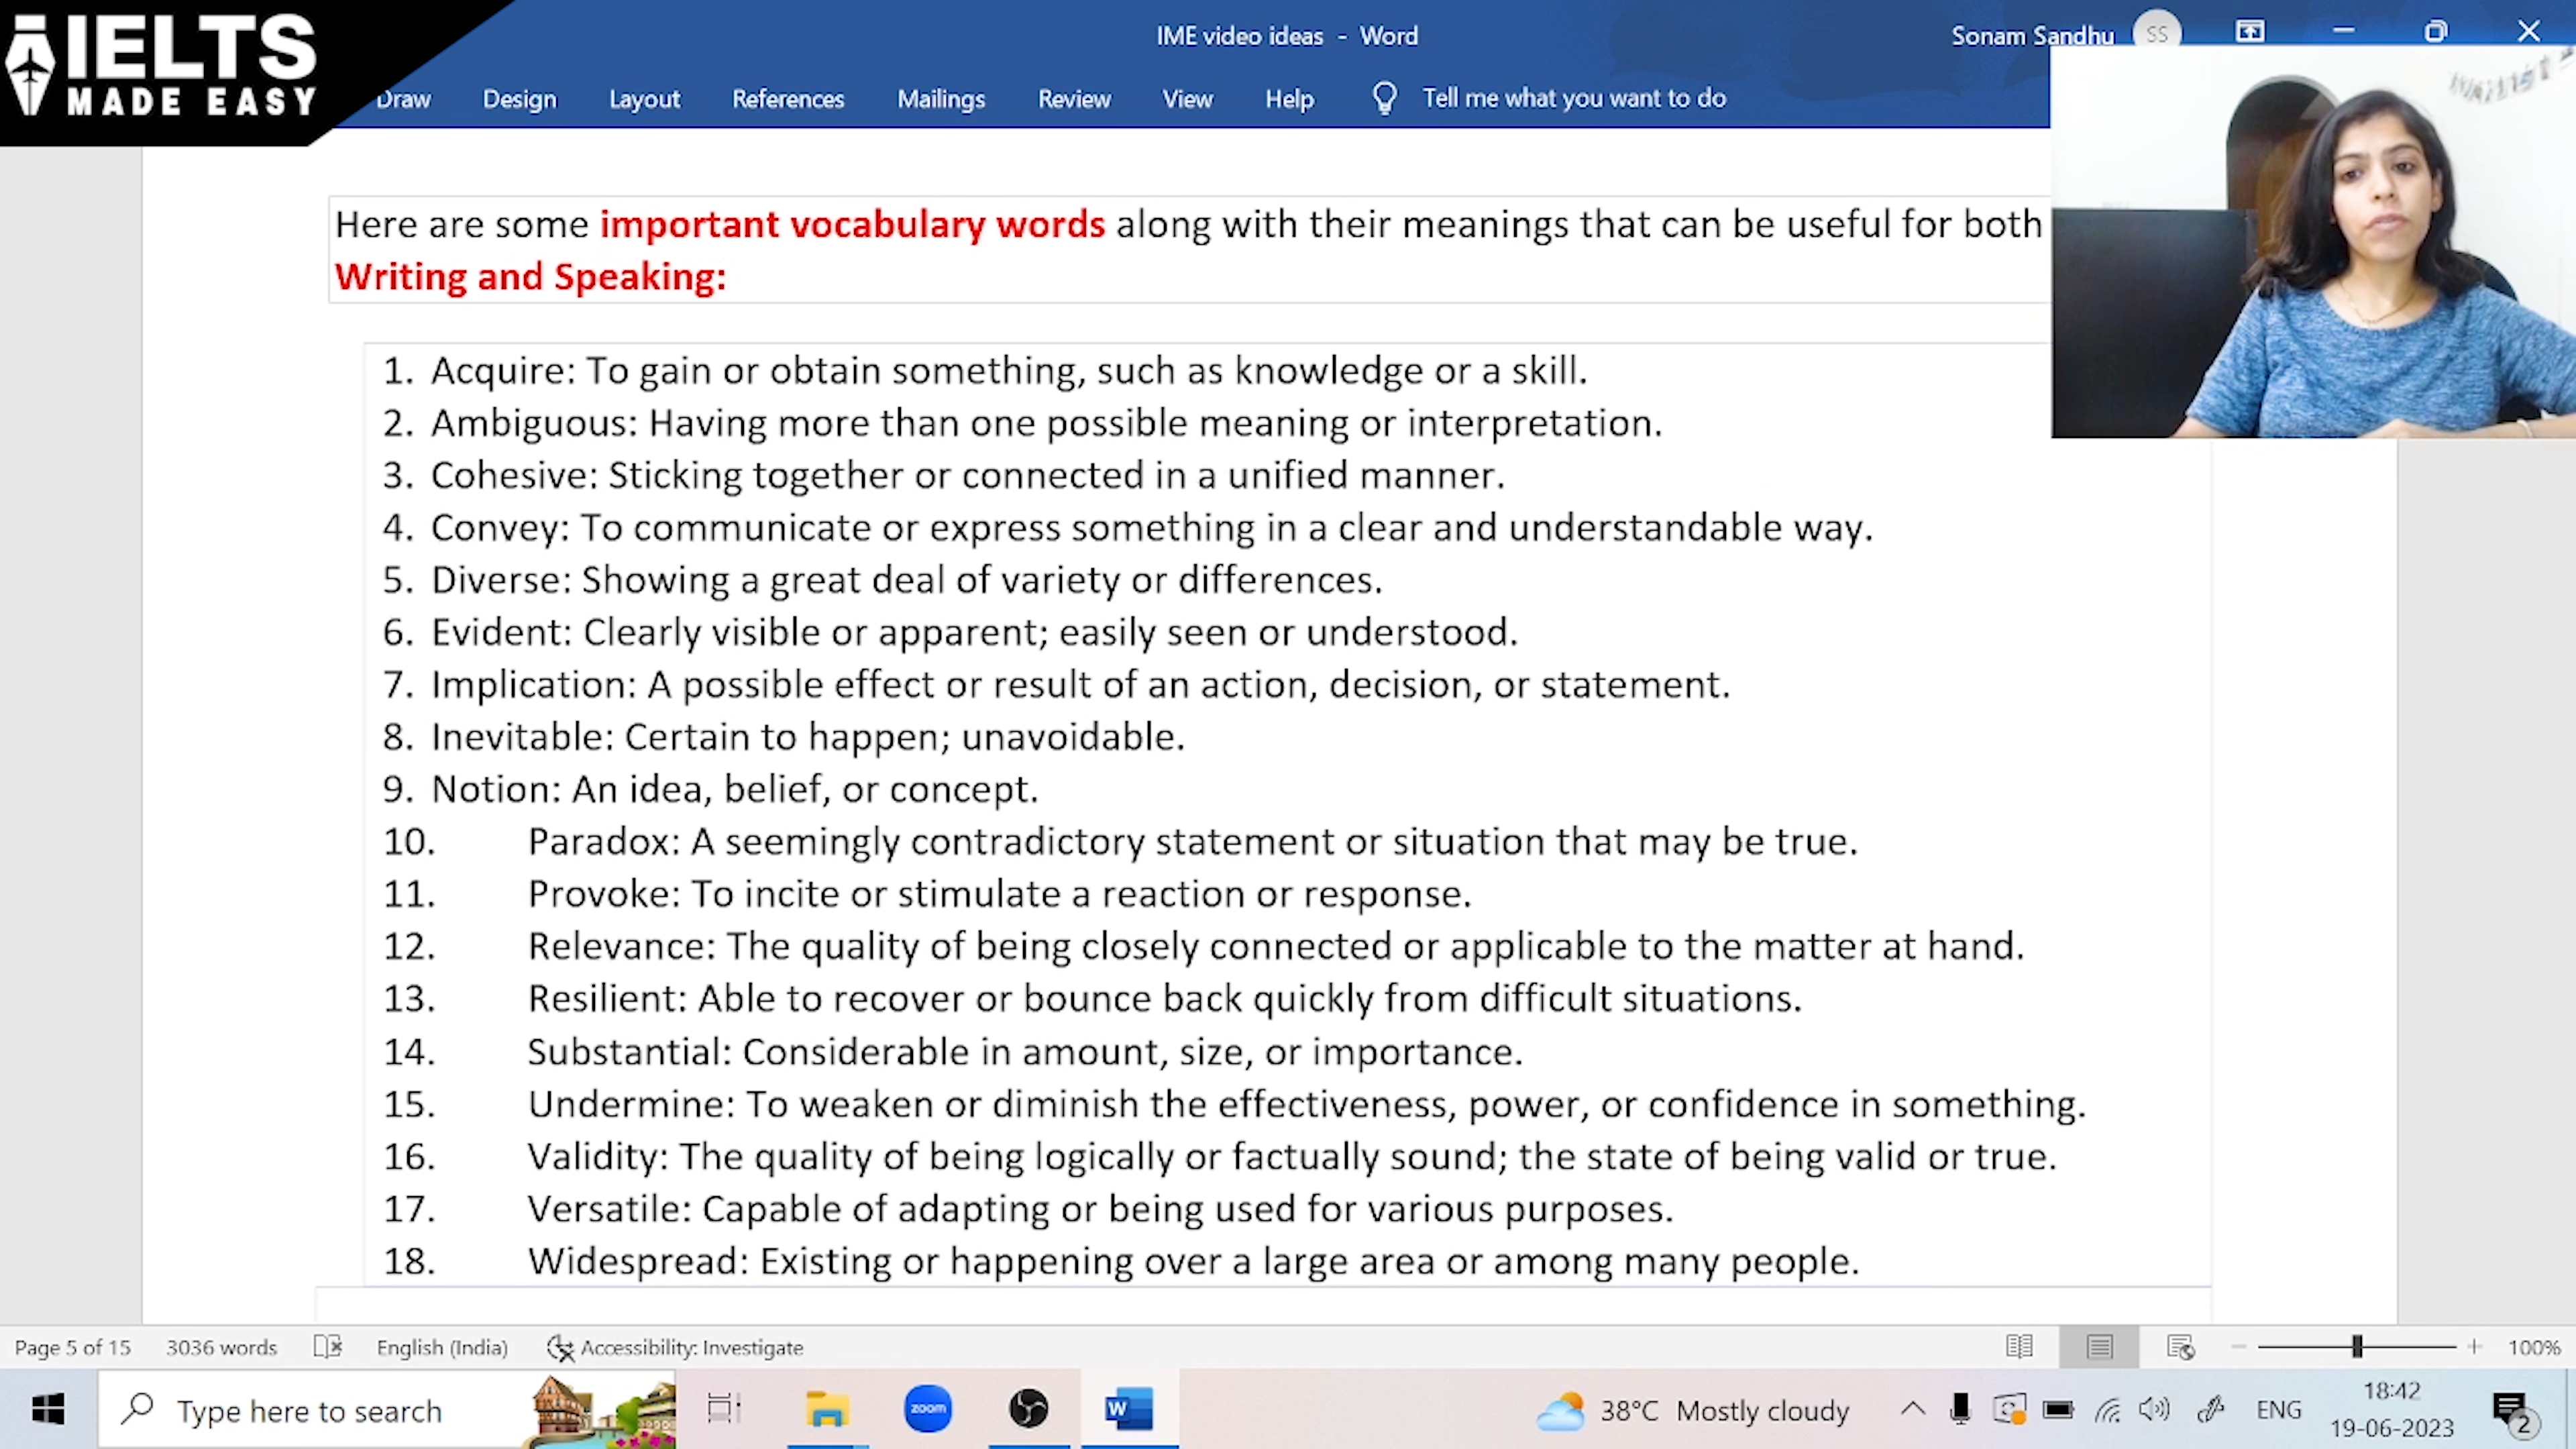 IELTS
MADE EASY
IME video ideas - Word
Sonam Sandhu SS
Draw Design Layout References Mailings Review View Help Tell me what you want to do
Here are some important vocabulary words along with their meanings that can be useful for both
Writing and Speaking:
1. Acquire: To gain or obtain something, such as knowledge or a skill.
2. Ambiguous: Having more than one possible meaning or interpretation.
3. Cohesive: Sticking together or connected in a unified manner.
4. Convey: To communicate or express something in a clear and understandable way.
5. Diverse: Showing a great deal of variety or differences.
6. Evident: Clearly visible or apparent; easily seen or understood.
7. Implication: A possible effect or result of an action, decision, or statement.
8. Inevitable: Certain to happen; unavoidable.
9. Notion: An idea, belief, or concept.
10. Paradox: A seemingly contradictory statement or situation that may be true.
11. Provoke: To incite or stimulate a reaction or response.
12. Relevance: The quality of being closely connected or applicable to the matter at hand.
13. Resilient: Able to recover or bounce back quickly from difficult situations.
14. Substantial: Considerable in amount, size, or importance.
15. Undermine: To weaken or diminish the effectiveness, power, or confidence in something.
16. Validity: The quality of being logically or factually sound; the state of being valid or true.
17. Versatile: Capable of adapting or being used for various purposes.
18. Widespread: Existing or happening over a large area or among many people.
Page 5 of 15 3036 words English (India) Accessibility: Investigate 100%
Type here to search zoom W 38°C Mostly cloudy ENG 18:42
19-06-2023 2